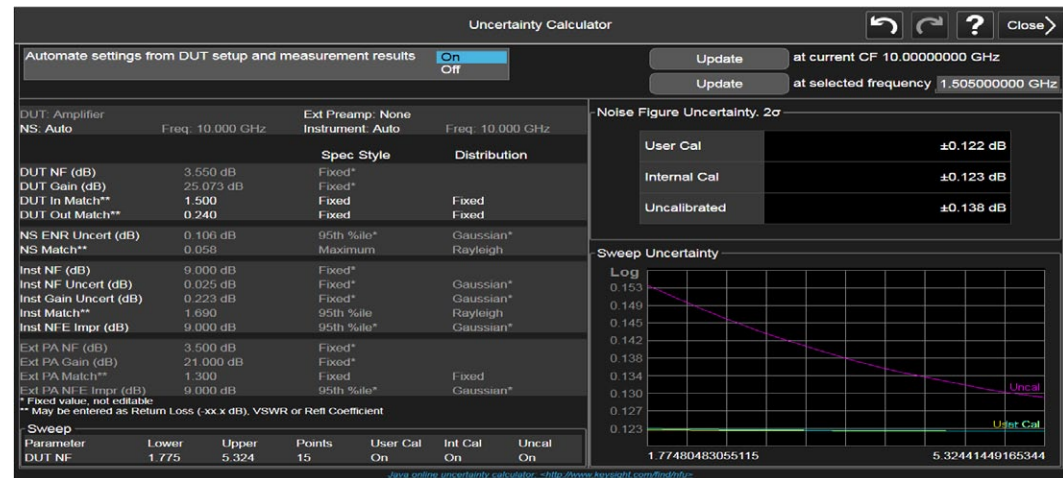 Uncertainty Calculator
Close
Automate settings from DUT setup and measurement results On
Off
Update at current CF 10.00000000 GHz
Update at selected frequency 1.505000000 GHz
DUT: Amplifier Ext Preamp: None
NS: Auto Freq: 10.000 GHz Instrument: Auto Freq: 10.000 GHz
Spec Style Distribution
DUT NF (dB) 3.550 dB Fixed*
DUT Gain (dB) 25.073 dB Fixed*
DUT In Match** 1.500 Fixed Fixed
DUT Out Match** 0.240 Fixed Fixed
NS ENR Uncert (dB) 0.106 dB 95th %ile* Gaussian*
NS Match** 0.058 Maximum Rayleigh
Inst NF (dB) 9.000 dB Fixed*
Inst NF Uncert (dB) 0.025 dB Fixed* Gaussian*
Inst Gain Uncert (dB) 0.223 dB Fixed* Gaussian*
Inst Match** 1.690 95th %ile Rayleigh
Inst NFE Impr (dB) 9.000 dB 95th %ile* Gaussian*
Ext PA NF (dB) 3.500 dB Fixed*
Ext PA Gain (dB) 21.000 dB Fixed*
Ext PA Match** 1.300 Fixed Fixed
Ext PA NFE Impr (dB) 9.000 dB 95th %ile* Gaussian*
* Fixed value, not editable
** May be entered as Return Loss (-xx.x dB), VSWR or Refl Coefficient
Sweep
Parameter Lower Upper Points User Cal Int Cal Uncal
DUT NF 1.775 5.324 15 On On On
Noise Figure Uncertainty. 2σ
User Cal ±0.122 dB
Internal Cal ±0.123 dB
Uncalibrated ±0.138 dB
Sweep Uncertainty
Log
0.153
0.149
0.145
0.142
0.138
0.134
0.130
0.127
0.123
Uncal
User Cal
1.77480483055115 5.32441449165344
Java online uncertainty calculator: <http://www.keysight.com/find/nfu>